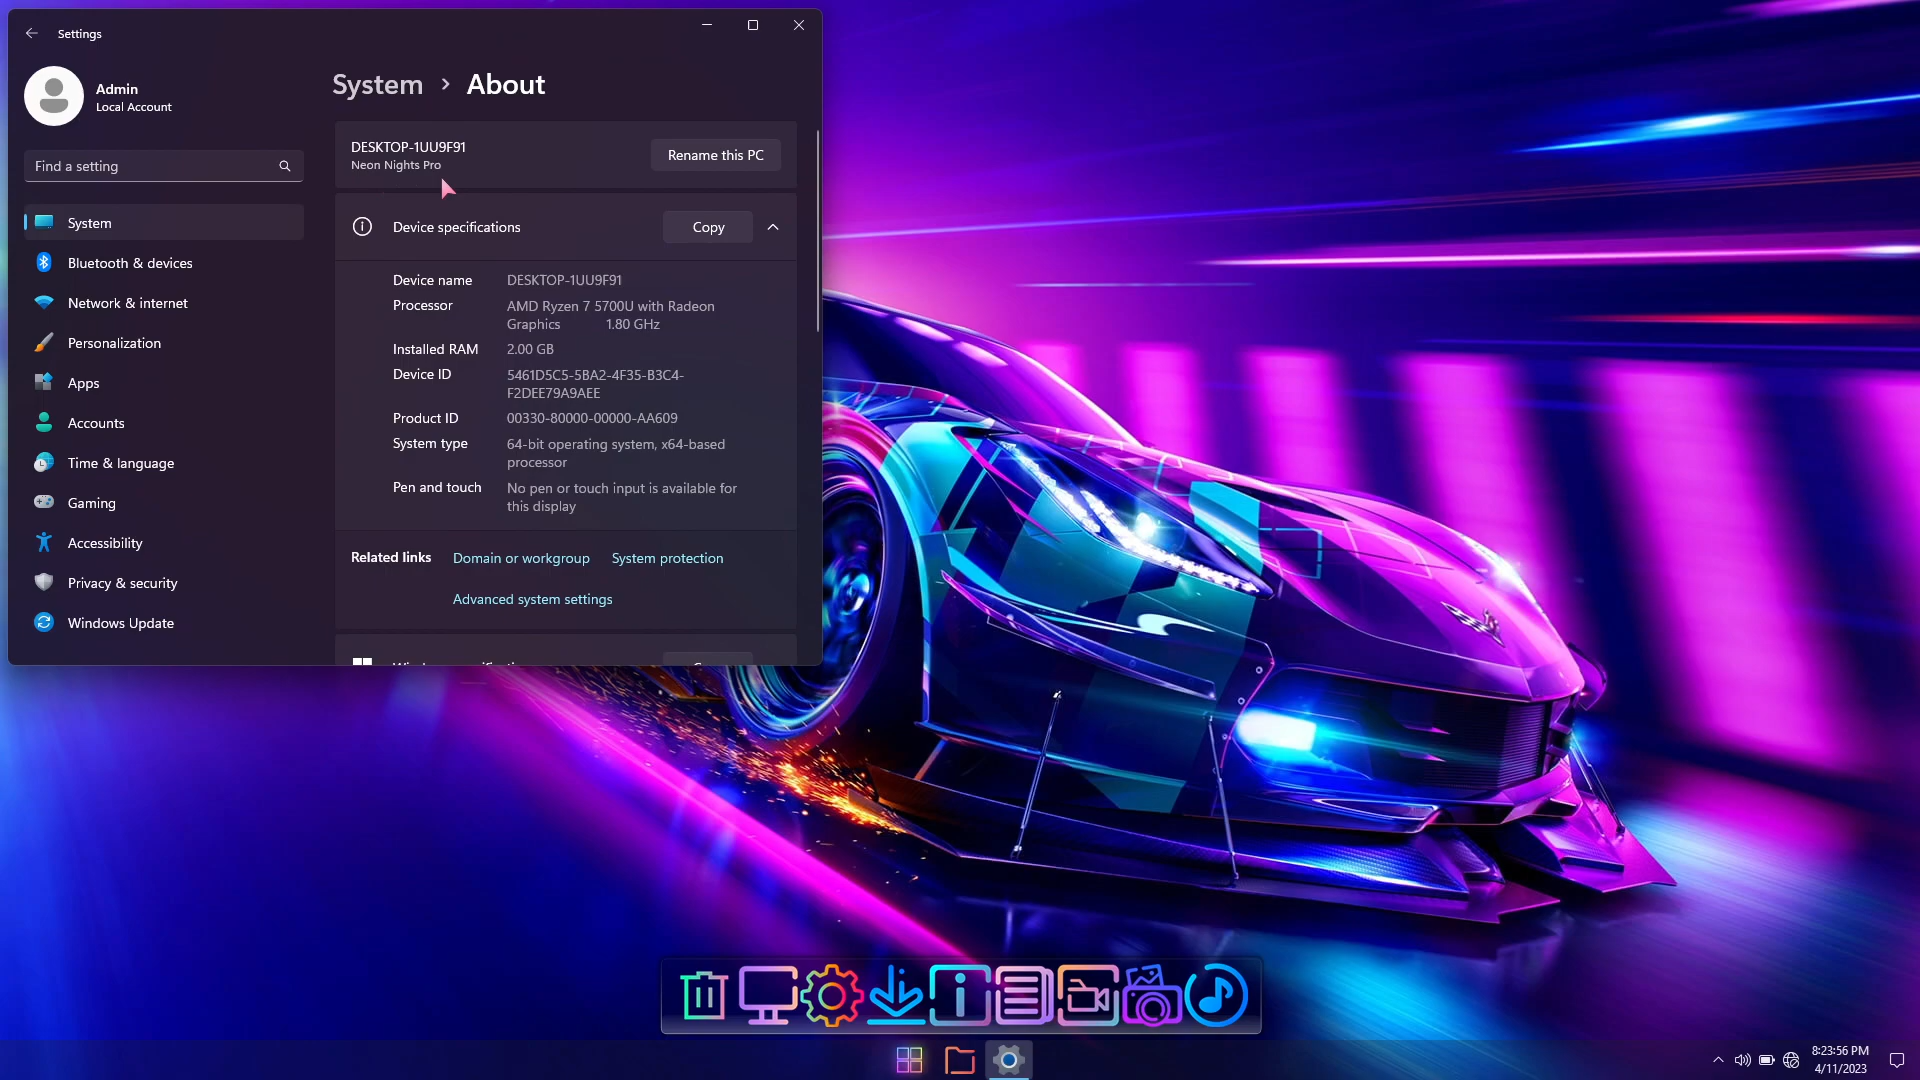 Settings
Admin
Local Account
Find a setting
System
Bluetooth & devices
Network & internet
Personalization
Apps
Accounts
Time & language
Gaming
Accessibility
Privacy & security
Windows Update
System > About
DESKTOP-1UU9F91
Neon Nights Pro
Rename this PC
Device specifications
Copy
Device name DESKTOP-1UU9F91
Processor AMD Ryzen 7 5700U with Radeon
Graphics 1.80 GHz
Installed RAM 2.00 GB
Device ID 5461D5C5-5BA2-4F35-B3C4-
F2DEE79A9AEE
Product ID 00330-80000-00000-AA609
System type 64-bit operating system, x64-based
processor
Pen and touch No pen or touch input is available for
this display
Related links Domain or workgroup System protection
Advanced system settings
8:23:56 PM
4/11/2023